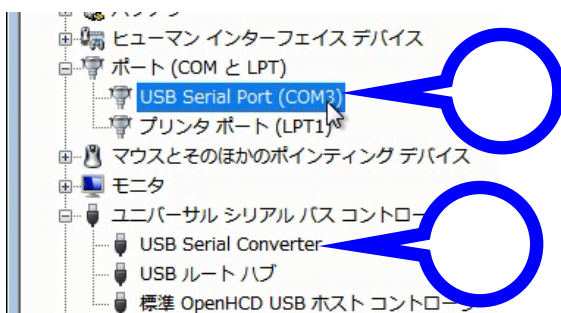 ヒューマン インターフェイス デバイス
ポート (COM と LPT)
USB Serial Port (COM3)
プリンタ ポート (LPT1)
マウスとそのほかのポインティング デバイス
モニタ
ユニバーサル シリアル バス コントロー
USB Serial Converter
USB ルート ハブ
標準 OpenHCD USB ホスト コントローラ